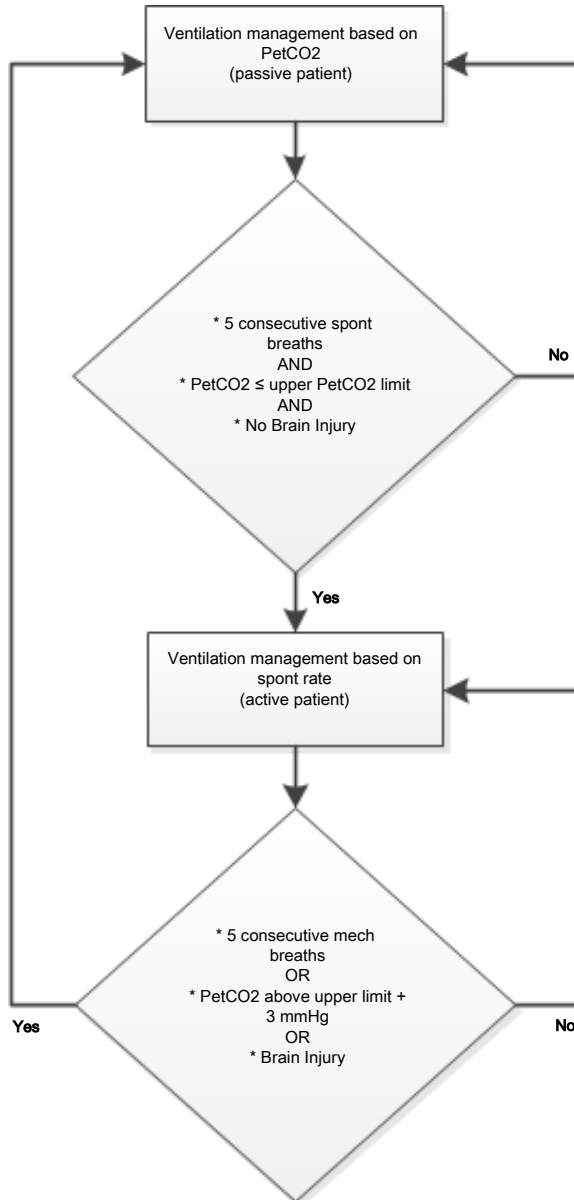 Ventilation management based on
PetCO2
(passive patient)
* 5 consecutive spont
breaths
AND
* PetCO2 ≤ upper PetCO2 limit
AND
* No Brain Injury
No
Yes
Ventilation management based on
spont rate
(active patient)
* 5 consecutive mech
breaths
OR
* PetCO2 above upper limit +
3 mmHg
OR
* Brain Injury
Yes
No